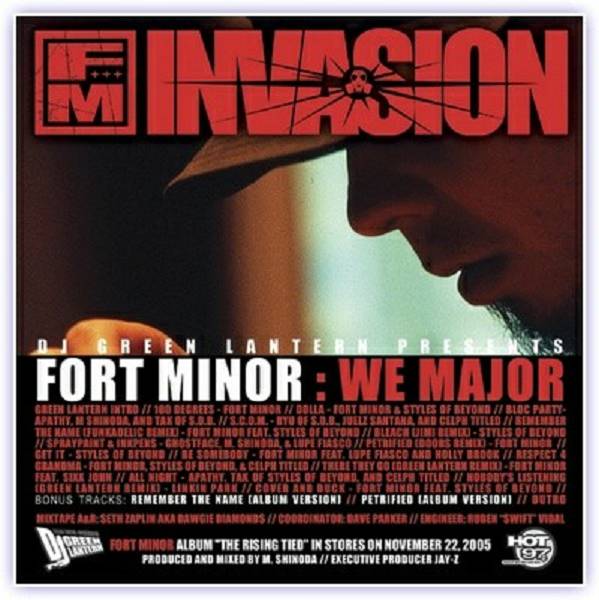 FM
INVASION
DJ GREEN LANTERN PRESENTS
FORT MINOR : WE MAJOR
GREEN LANTERN INTRO // 100 DEGREES - FORT MINOR // DOLLA - FORT MINOR & STYLES OF BEYOND // BLOC PARTY-
APATHY, M SHINODA, AND TAK OF S.O.B. // S.C.O.M. - RYU OF S.O.B., JUELZ SANTANA, AND CELPH TITLED // REMEMBER
THE NAME (FUNKADELIC REMIX) - FORT MINOR FEAT. STYLES OF BEYOND // BLEACH (JIMI REMIX) - STYLES OF BEYOND
// SPRAYPAINT & INKPENS - GHOSTFACE, M. SHINODA, & LUPE FIASCO // PETRIFIED (DOORS REMIX) - FORT MINOR //
GET IT - STYLES OF BEYOND // BE SOMEBODY - FORT MINOR FEAT. LUPE FIASCO AND HOLLY BROOK // RESPECT 4
GRANDMA - FORT MINOR, STYLES OF BEYOND, & CELPH TITLED // THERE THEY GO (GREEN LANTERN REMIX) - FORT MINOR
FEAT. SIXX JOHN // ALL NIGHT - APATHY, TAK OF STYLES OF BEYOND, AND CELPH TITLED // NOBODY'S LISTENING
(GREEN LANTERN REMIX) - LINKIN PARK // COVER AND DUCK - FORT MINOR FEAT. STYLES OF BEYOND //
BONUS TRACKS: REMEMBER THE NAME (ALBUM VERSION) // PETRIFIED (ALBUM VERSION) // OUTRO
MIXTAPE A&R: SETH ZAPLIN AKA DAWGIE DIAMONDS // COORDINATOR: DAVE PARKER // ENGINEER: RUBEN "SWIFT" VIDAL
DJ GREEN LANTERN
FORT MINOR ALBUM "THE RISING TIED" IN STORES ON NOVEMBER 22, 2005
PRODUCED AND MIXED BY M. SHINODA // EXECUTIVE PRODUCER JAY-Z
HOT 97